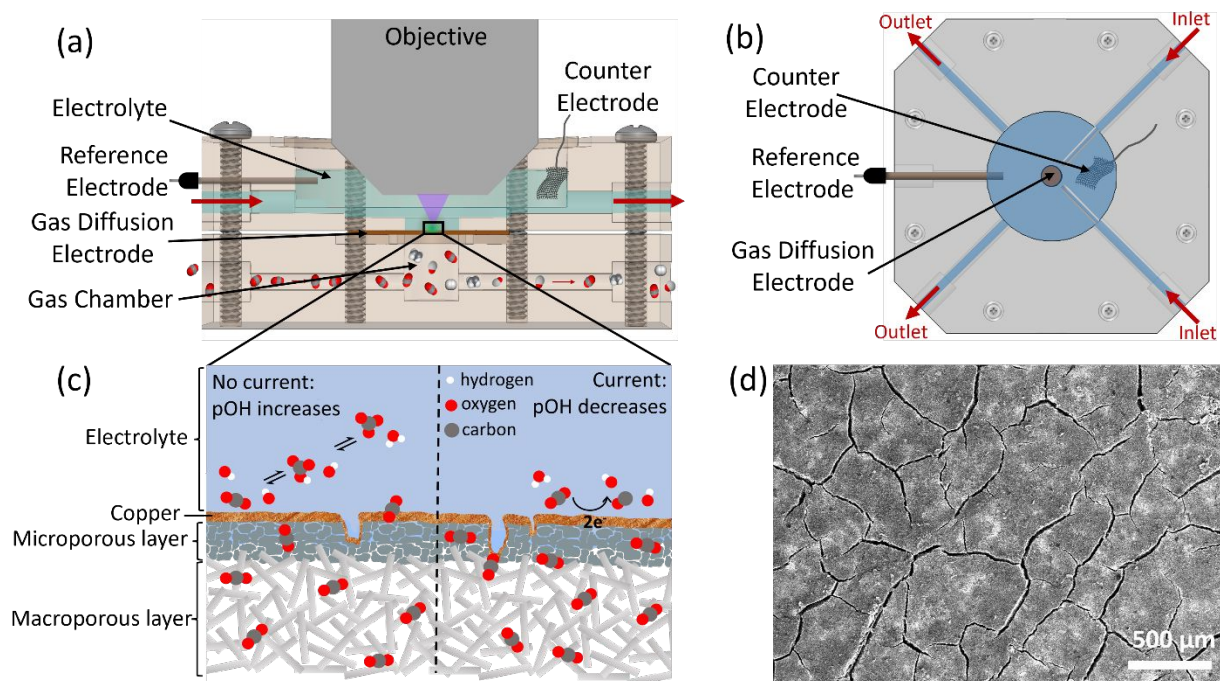 (a)
Objective
Counter
Electrode
Electrolyte
Reference
Electrode
Gas Diffusion
Electrode
Gas Chamber
(b)
Outlet
Inlet
Counter
Electrode
Reference
Electrode
Gas Diffusion
Electrode
Outlet
Inlet
(c)
No current:
pOH increases
hydrogen
oxygen
carbon
Current:
pOH decreases
Electrolyte
2e-
Copper
Microporous layer
Macroporous layer
(d)
500 µm